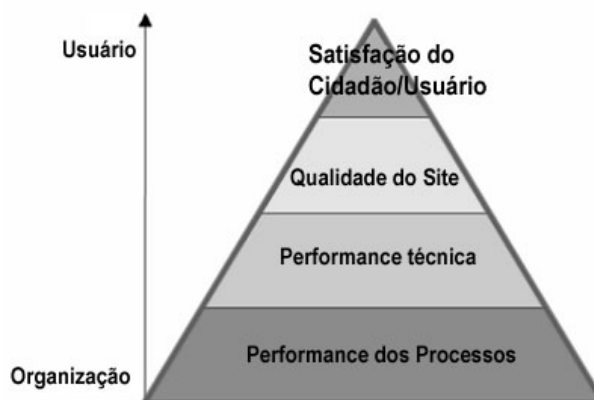 Usuário
Satisfação do
Cidadão/Usuário
Qualidade do Site
Performance técnica
Performance dos Processos
Organização